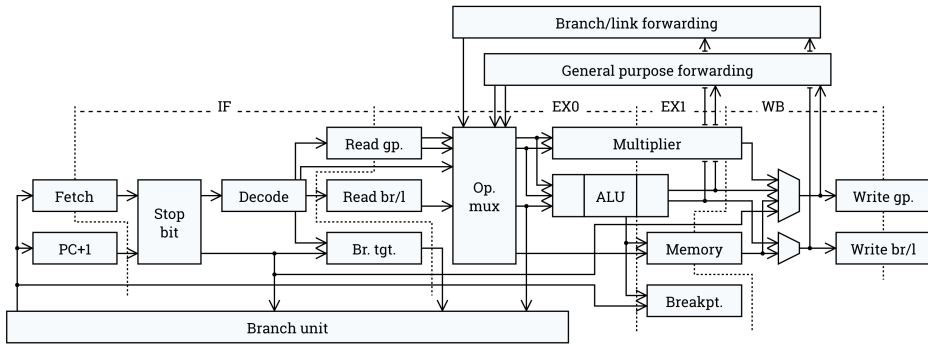 Branch/link forwarding
General purpose forwarding
IF
EX0
EX1
WB
Read gp.
Multiplier
Fetch
Stop
bit
Decode
Read br/l
Op.
mux
ALU
Write gp.
PC+1
Br. tgt.
Memory
Write br/l
Breakpt.
Branch unit